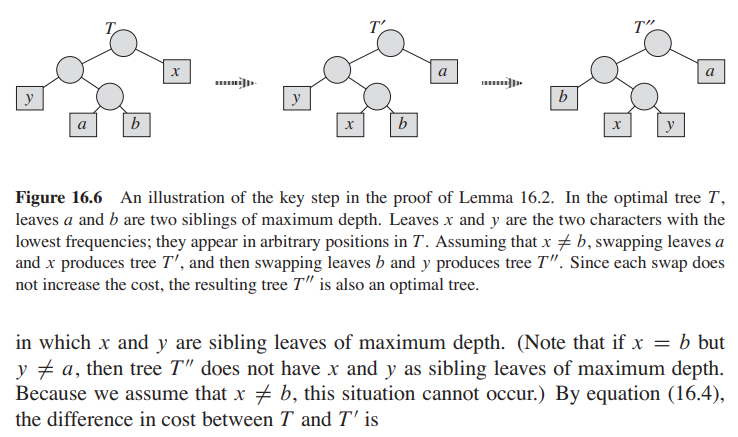 T T′ T″
x a a
y y b
a b x b x y
Figure 16.6 An illustration of the key step in the proof of Lemma 16.2. In the optimal tree T,
leaves a and b are two siblings of maximum depth. Leaves x and y are the two characters with the
lowest frequencies; they appear in arbitrary positions in T. Assuming that x ≠ b, swapping leaves a
and x produces tree T′, and then swapping leaves b and y produces tree T″. Since each swap does
not increase the cost, the resulting tree T″ is also an optimal tree.
in which x and y are sibling leaves of maximum depth. (Note that if x = b but
y ≠ a, then tree T″ does not have x and y as sibling leaves of maximum depth.
Because we assume that x ≠ b, this situation cannot occur.) By equation (16.4),
the difference in cost between T and T′ is